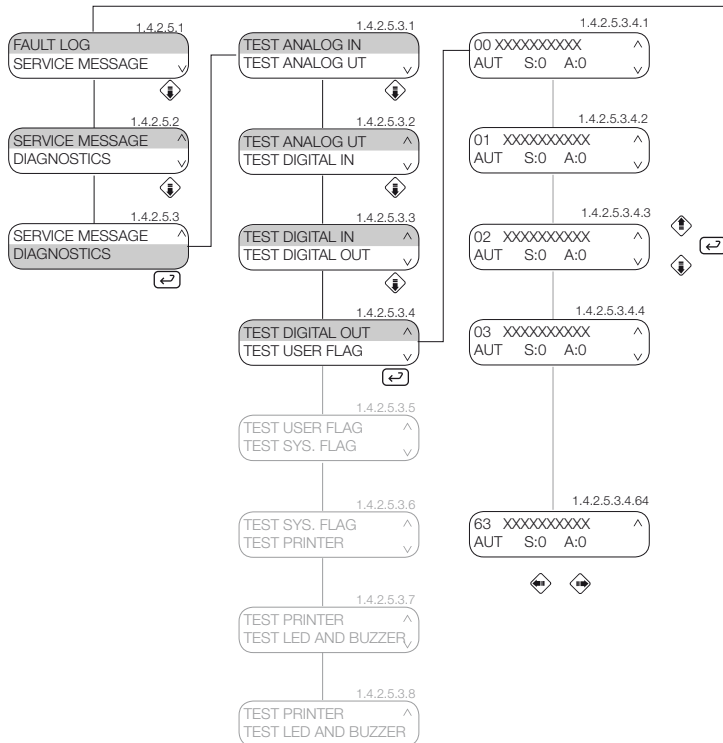 1.4.2.5.1
FAULT LOG
SERVICE MESSAGE
1.4.2.5.2
SERVICE MESSAGE
DIAGNOSTICS
1.4.2.5.3
SERVICE MESSAGE
DIAGNOSTICS
1.4.2.5.3.1
TEST ANALOG IN
TEST ANALOG UT
1.4.2.5.3.2
TEST ANALOG UT
TEST DIGITAL IN
1.4.2.5.3.3
TEST DIGITAL IN
TEST DIGITAL OUT
1.4.2.5.3.4
TEST DIGITAL OUT
TEST USER FLAG
1.4.2.5.3.5
TEST USER FLAG
TEST SYS. FLAG
1.4.2.5.3.6
TEST SYS. FLAG
TEST PRINTER
1.4.2.5.3.7
TEST PRINTER
TEST LED AND BUZZER
1.4.2.5.3.8
TEST PRINTER
TEST LED AND BUZZER
1.4.2.5.3.4.1
00 XXXXXXXXXX
AUT S:0 A:0
1.4.2.5.3.4.2
01 XXXXXXXXXX
AUT S:0 A:0
1.4.2.5.3.4.3
02 XXXXXXXXXX
AUT S:0 A:0
1.4.2.5.3.4.4
03 XXXXXXXXXX
AUT S:0 A:0
1.4.2.5.3.4.64
63 XXXXXXXXXX
AUT S:0 A:0